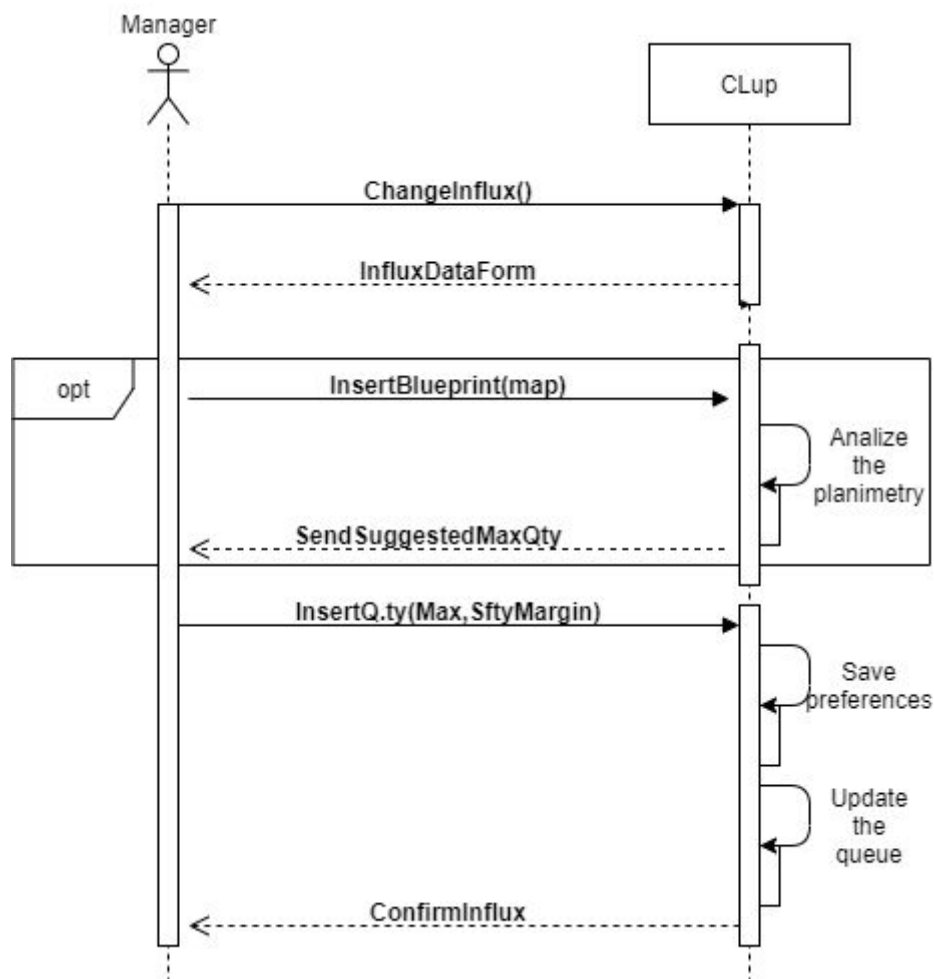 Manager
CLup
ChangeInflux()
InfluxDataForm
opt
InsertBlueprint(map)
Analize
the
planimetry
SendSuggestedMaxQty
InsertQ.ty(Max,SftyMargin)
Save
preferences
Update
the
queue
ConfirmInflux